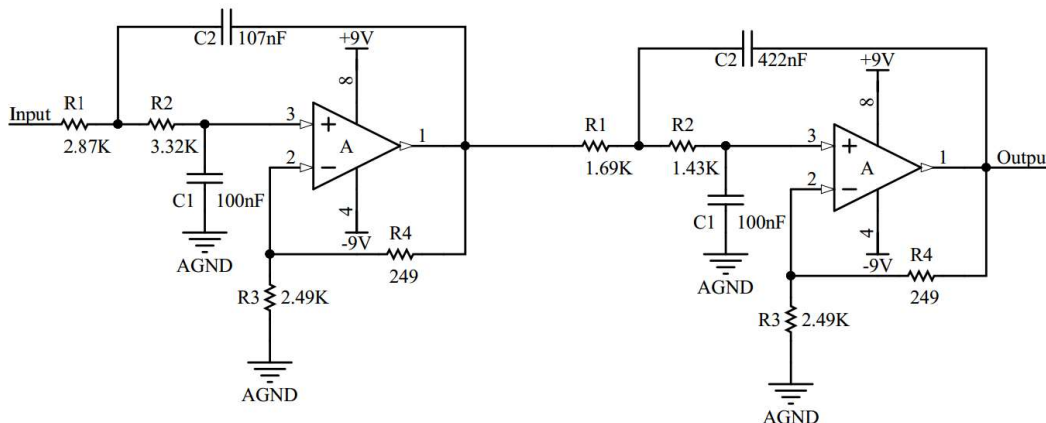 C2 107nF
+9V
8
Input
R1
2.87K
R2
3.32K
3
A
1
2
C1 100nF
AGND
4
-9V
R4
249
R3 2.49K
AGND
C2 422nF
+9V
8
R1
1.69K
R2
1.43K
3
A
1
Outpu
2
C1 100nF
AGND
4
-9V
R4
249
R3 2.49K
AGND